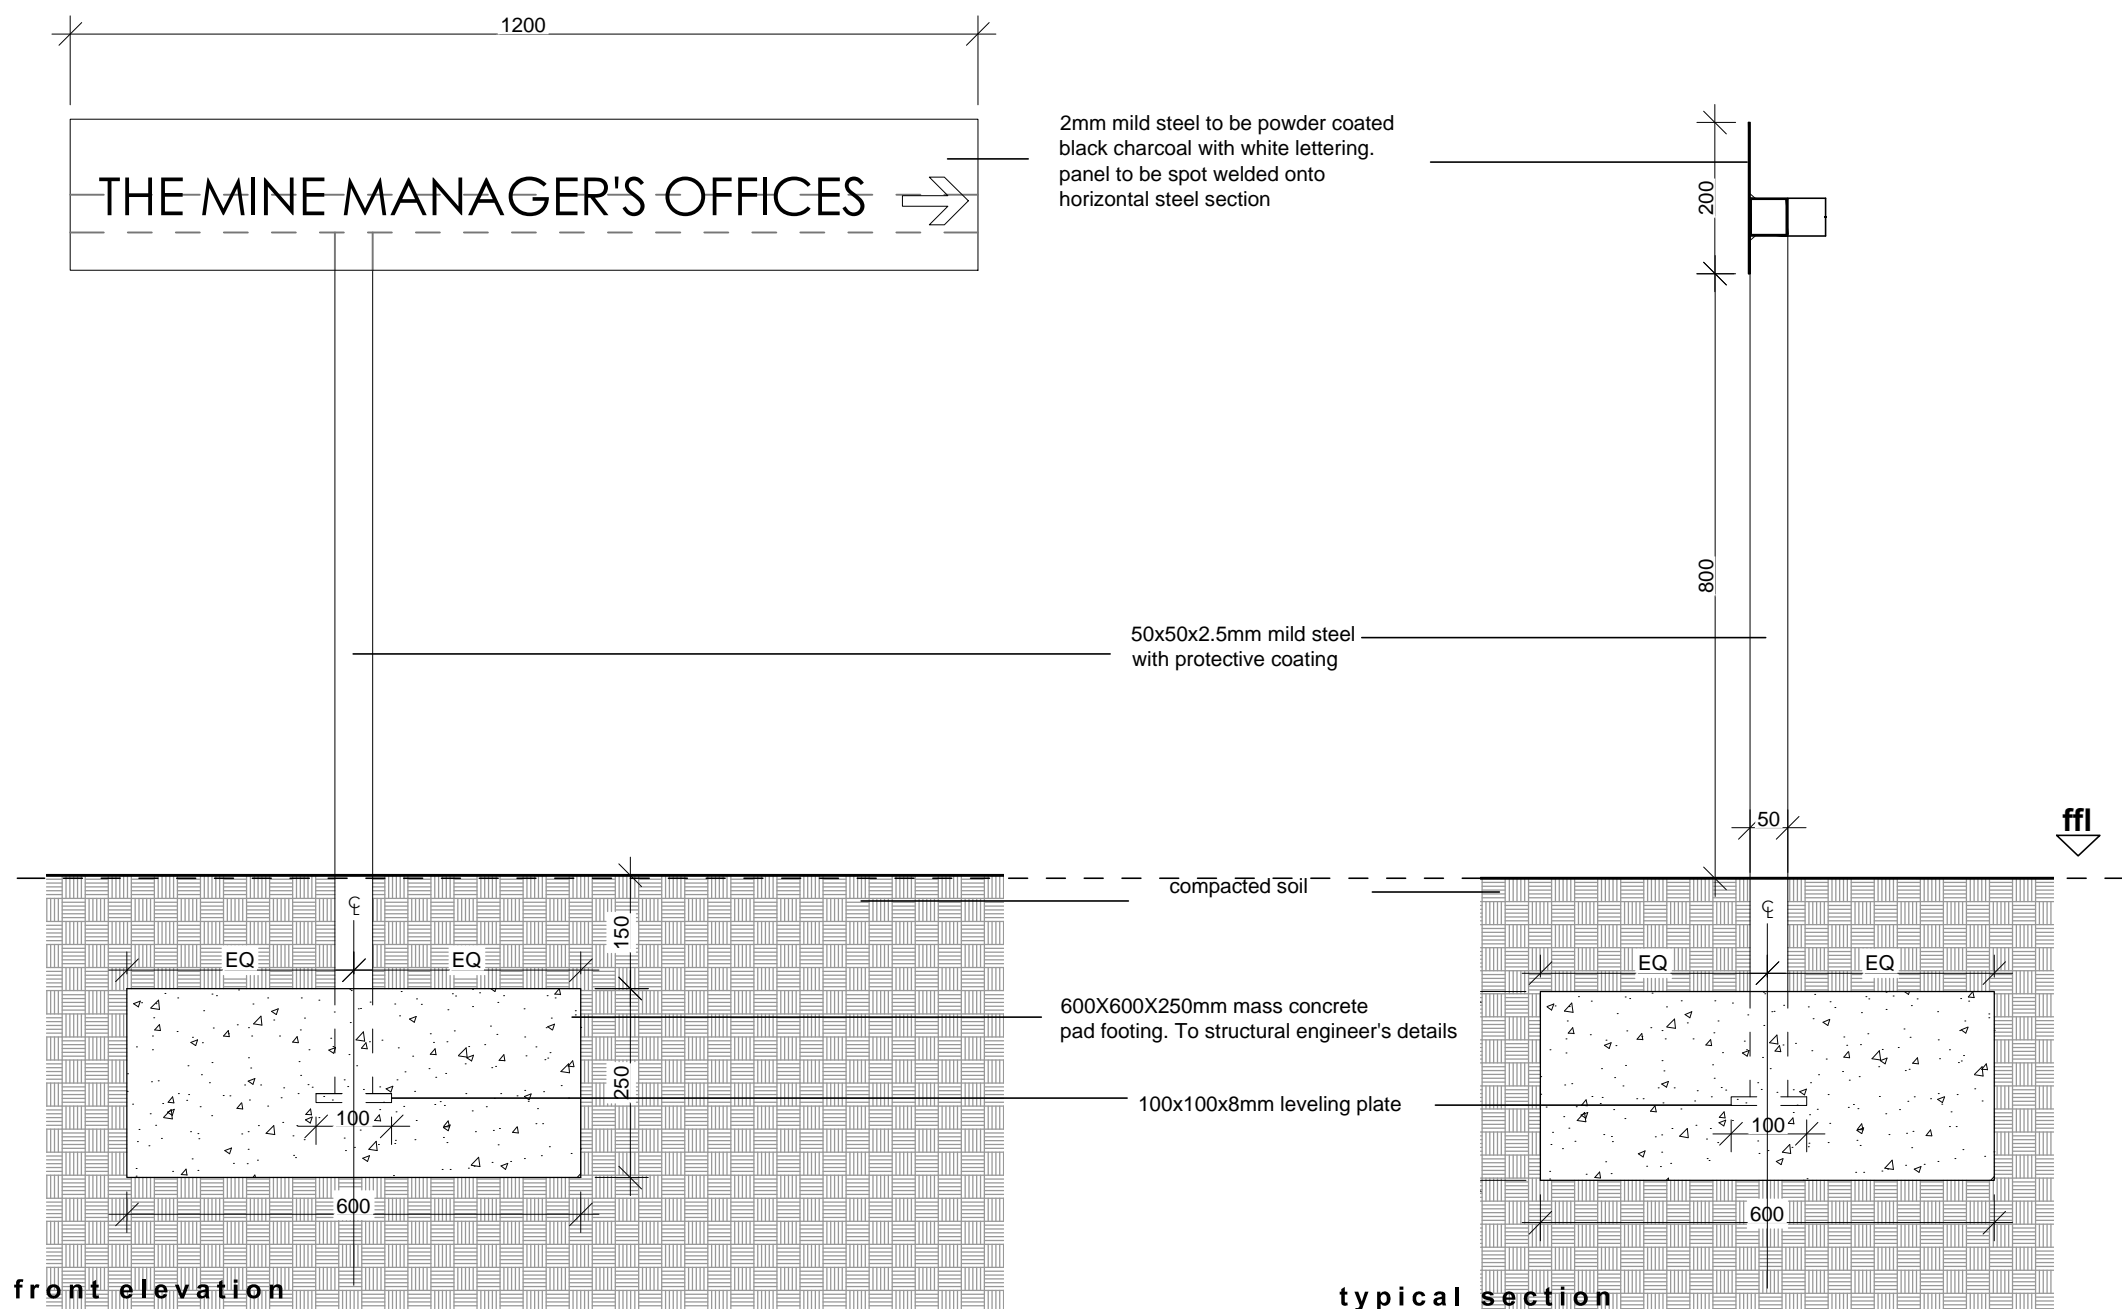 1200
2mm mild steel to be powder coated
black charcoal with white lettering.
panel to be spot welded onto
horizontal steel section
THE MINE MANAGER'S OFFICES
200
800
50x50x2.5mm mild steel
with protective coating
50
ffl
compacted soil
℄
℄
150
EQ
EQ
EQ
EQ
600X600X250mm mass concrete
pad footing. To structural engineer's details
250
100x100x8mm leveling plate
100
100
600
600
front elevation
typical section